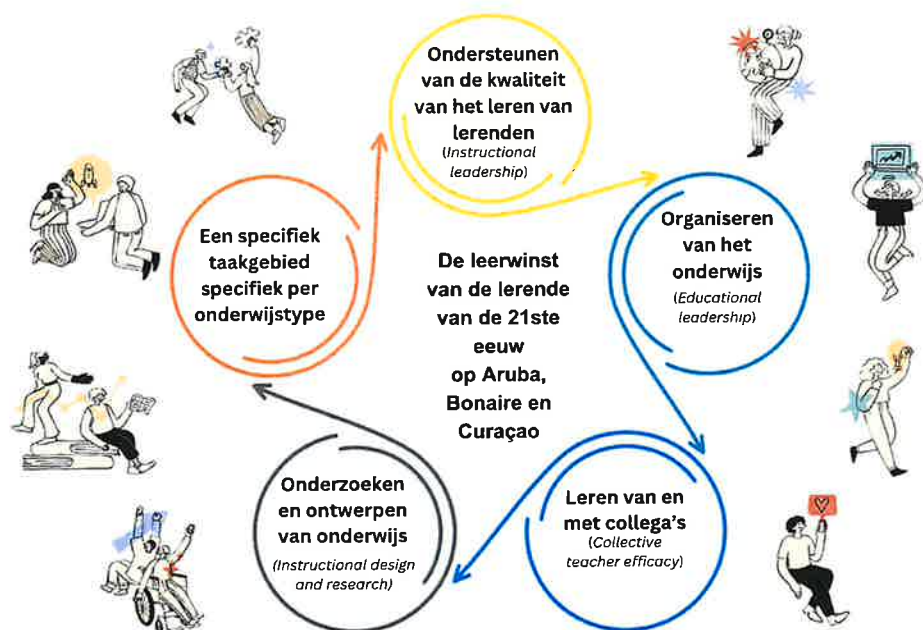 Ondersteunen
van de kwaliteit
van het leren van
lerenden
(Instructional
leadership)
Organiseren
van het
onderwijs
(Educational
leadership)
Leren van en
met collega's
(Collective
teacher efficacy)
Onderzoeken
en ontwerpen
van onderwijs
(Instructional design
and research)
Een specifiek
taakgebied
specifiek per
onderwijstype
De leerwinst
van de lerende
van de 21ste
eeuw
op Aruba,
Bonaire en
Curaçao